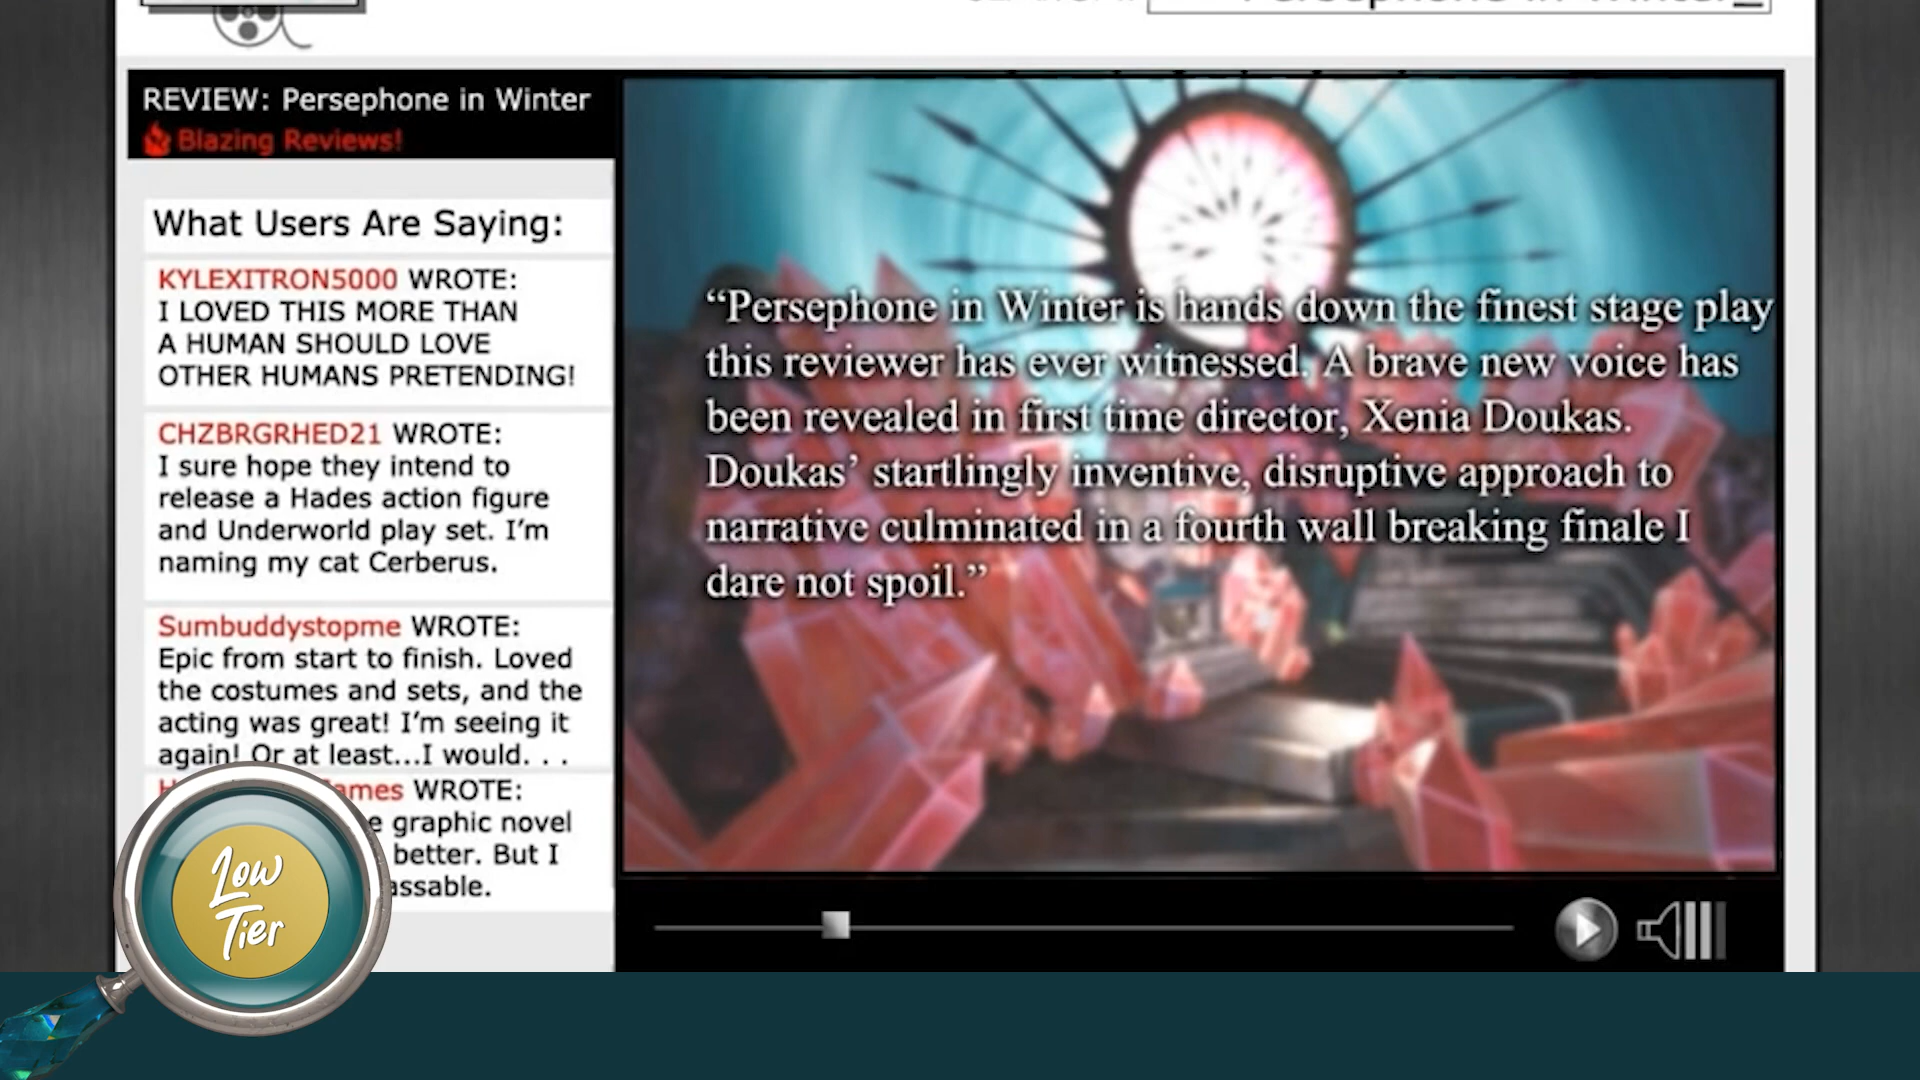 Persephone in Winter_
REVIEW: Persephone in Winter
Blazing Reviews!
What Users Are Saying:
KYLEXITRON5000 WROTE:
I LOVED THIS MORE THAN
A HUMAN SHOULD LOVE
OTHER HUMANS PRETENDING!
CHZBRGRHED21 WROTE:
I sure hope they intend to
release a Hades action figure
and Underworld play set. I’m
naming my cat Cerberus.
Sumbuddystopme WROTE:
Epic from start to finish. Loved
the costumes and sets, and the
acting was great! I’m seeing it
again! Or at least...I would. . .
WROTE:
graphic novel
better. But I
“Persephone in Winter is hands down the finest stage play
this reviewer has ever witnessed. A brave new voice has
been revealed in first time director, Xenia Doukas.
Doukas’ startlingly inventive, disruptive approach to
narrative culminated in a fourth wall breaking finale I
dare not spoil.”
Low
Tier